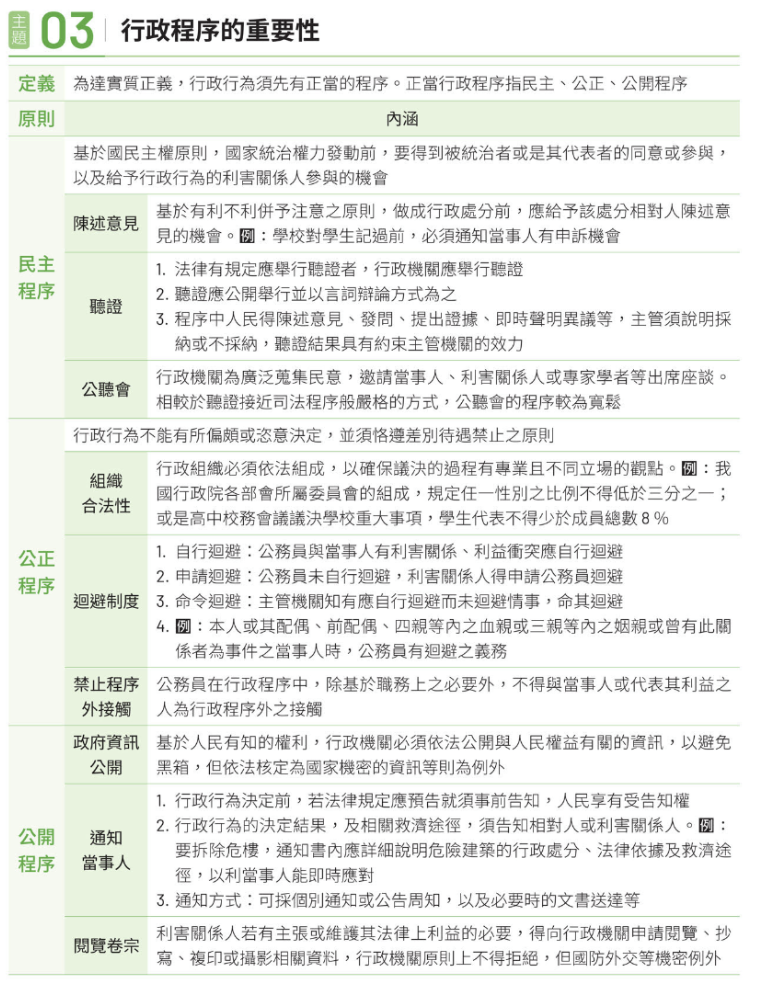 主題 03 行政程序的重要性
定義 為達實質正義，行政行為須先有正當的程序。正當行政程序指民主、公正、公開程序
原則 內涵
民主程序
基於國民主權原則，國家統治權力發動前，要得到被統治者或是其代表者的同意或參與，
以及給予行政行為的利害關係人參與的機會
陳述意見
基於有利不利併予注意之原則，做成行政處分前，應給予該處分相對人陳述意
見的機會。例：學校對學生記過前，必須通知當事人有申訴機會
聽證
1. 法律有規定應舉行聽證者，行政機關應舉行聽證
2. 聽證應公開舉行並以言詞辯論方式為之
3. 程序中人民得陳述意見、發問、提出證據、即時聲明異議等，主管須說明採
納或不採納，聽證結果具有約束主管機關的效力
公聽會
行政機關為廣泛蒐集民意，邀請當事人、利害關係人或專家學者等出席座談。
相較於聽證接近司法程序般嚴格的方式，公聽會的程序較為寬鬆
公正程序
行政行為不能有所偏頗或恣意決定，並須恪遵差別待遇禁止之原則
組織
合法性
行政組織必須依法組成，以確保議決的過程有專業且不同立場的觀點。例：我
國行政院各部會所屬委員會的組成，規定任一性別之比例不得低於三分之一；
或是高中校務會議議決學校重大事項，學生代表不得少於成員總數 8 %
迴避制度
1. 自行迴避：公務員與當事人有利害關係、利益衝突應自行迴避
2. 申請迴避：公務員未自行迴避，利害關係人得申請公務員迴避
3. 命令迴避：主管機關知有應自行迴避而未迴避情事，命其迴避
4. 例：本人或其配偶、前配偶、四親等內之血親或三親等內之姻親或曾有此關
係者為事件之當事人時，公務員有迴避之義務
禁止程序
外接觸
公務員在行政程序中，除基於職務上之必要外，不得與當事人或代表其利益之
人為行政程序外之接觸
公開程序
政府資訊
公開
基於人民有知的權利，行政機關必須依法公開與人民權益有關的資訊，以避免
黑箱，但依法核定為國家機密的資訊等則為例外
通知
當事人
1. 行政行為決定前，若法律規定應預告就須事前告知，人民享有受告知權
2. 行政行為的決定結果，及相關救濟途徑，須告知相對人或利害關係人。例：
要拆除危樓，通知書內應詳細說明危險建築的行政處分、法律依據及救濟途
徑，以利當事人能即時應對
3. 通知方式：可採個別通知或公告周知，以及必要時的文書送達等
閱覽卷宗
利害關係人若有主張或維護其法律上利益的必要，得向行政機關申請閱覽、抄
寫、複印或攝影相關資料，行政機關原則上不得拒絕，但國防外交等機密例外